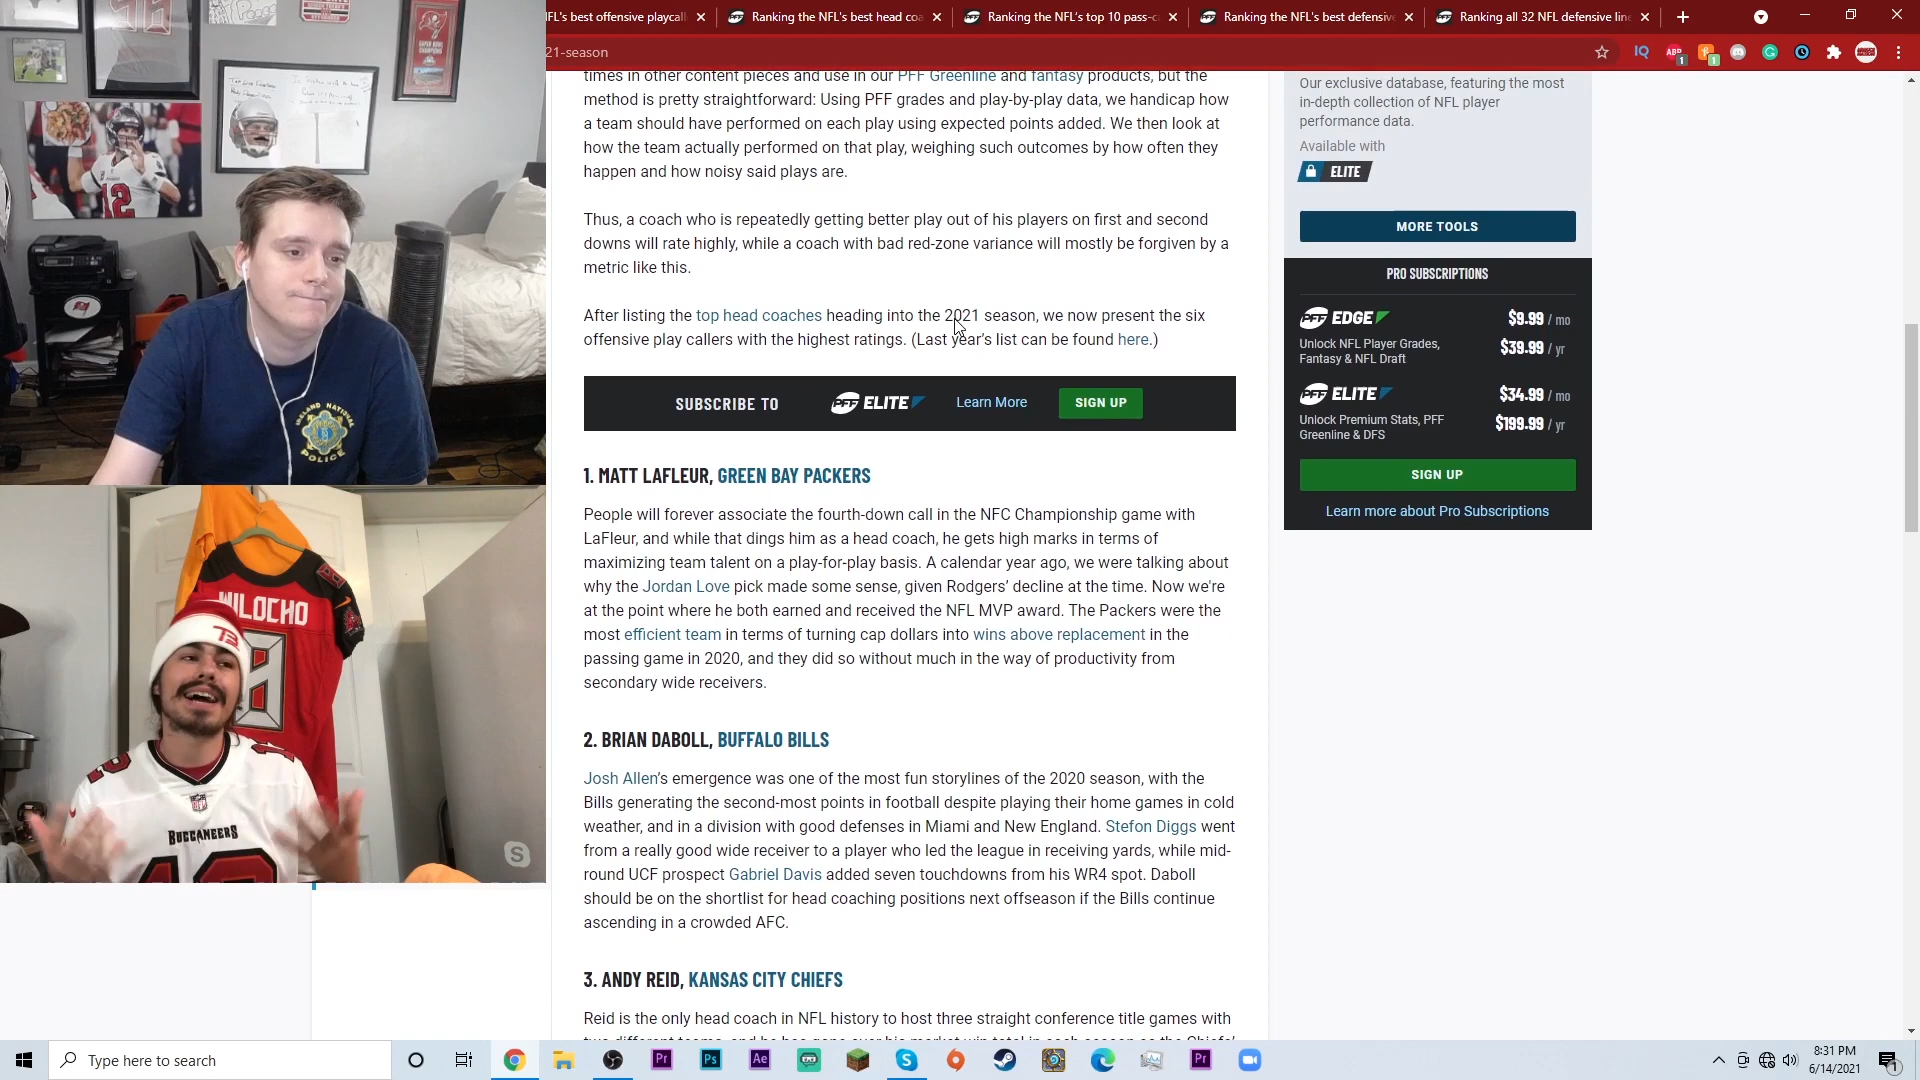 NFL's best offensive playcall
Ranking the NFL's best head coa
Ranking the NFL's top 10 pass-c
Ranking the NFL's best defensive
Ranking all 32 NFL defensive line
21-season
times in other content pieces and use in our PFF Greenline and fantasy products, but the
method is pretty straightforward: Using PFF grades and play-by-play data, we handicap how
a team should have performed on each play using expected points added. We then look at
how the team actually performed on that play, weighing such outcomes by how often they
happen and how noisy said plays are.
Thus, a coach who is repeatedly getting better play out of his players on first and second
downs will rate highly, while a coach with bad red-zone variance will mostly be forgiven by a
metric like this.
After listing the top head coaches heading into the 2021 season, we now present the six
offensive play callers with the highest ratings. (Last year's list can be found here.)
SUBSCRIBE TO PFF ELITE Learn More SIGN UP
1. MATT LAFLEUR, GREEN BAY PACKERS
People will forever associate the fourth-down call in the NFC Championship game with
LaFleur, and while that dings him as a head coach, he gets high marks in terms of
maximizing team talent on a play-for-play basis. A calendar year ago, we were talking about
why the Jordan Love pick made some sense, given Rodgers' decline at the time. Now we're
at the point where he both earned and received the NFL MVP award. The Packers were the
most efficient team in terms of turning cap dollars into wins above replacement in the
passing game in 2020, and they did so without much in the way of productivity from
secondary wide receivers.
2. BRIAN DABOLL, BUFFALO BILLS
Josh Allen's emergence was one of the most fun storylines of the 2020 season, with the
Bills generating the second-most points in football despite playing their home games in cold
weather, and in a division with good defenses in Miami and New England. Stefon Diggs went
from a really good wide receiver to a player who led the league in receiving yards, while mid-
round UCF prospect Gabriel Davis added seven touchdowns from his WR4 spot. Daboll
should be on the shortlist for head coaching positions next offseason if the Bills continue
ascending in a crowded AFC.
3. ANDY REID, KANSAS CITY CHIEFS
Reid is the only head coach in NFL history to host three straight conference title games with
Our exclusive database, featuring the most
in-depth collection of NFL player
performance data.
Available with
ELITE
MORE TOOLS
PRO SUBSCRIPTIONS
PFF EDGE $9.99 / mo
Unlock NFL Player Grades,
Fantasy & NFL Draft
$39.99 / yr
PFF ELITE $34.99 / mo
Unlock Premium Stats, PFF
Greenline & DFS
$199.99 / yr
SIGN UP
Learn more about Pro Subscriptions
12
POLICE
WILOCHO
TB
12
NFL
BUCCANEERS
12
Type here to search
8:31 PM
6/14/2021